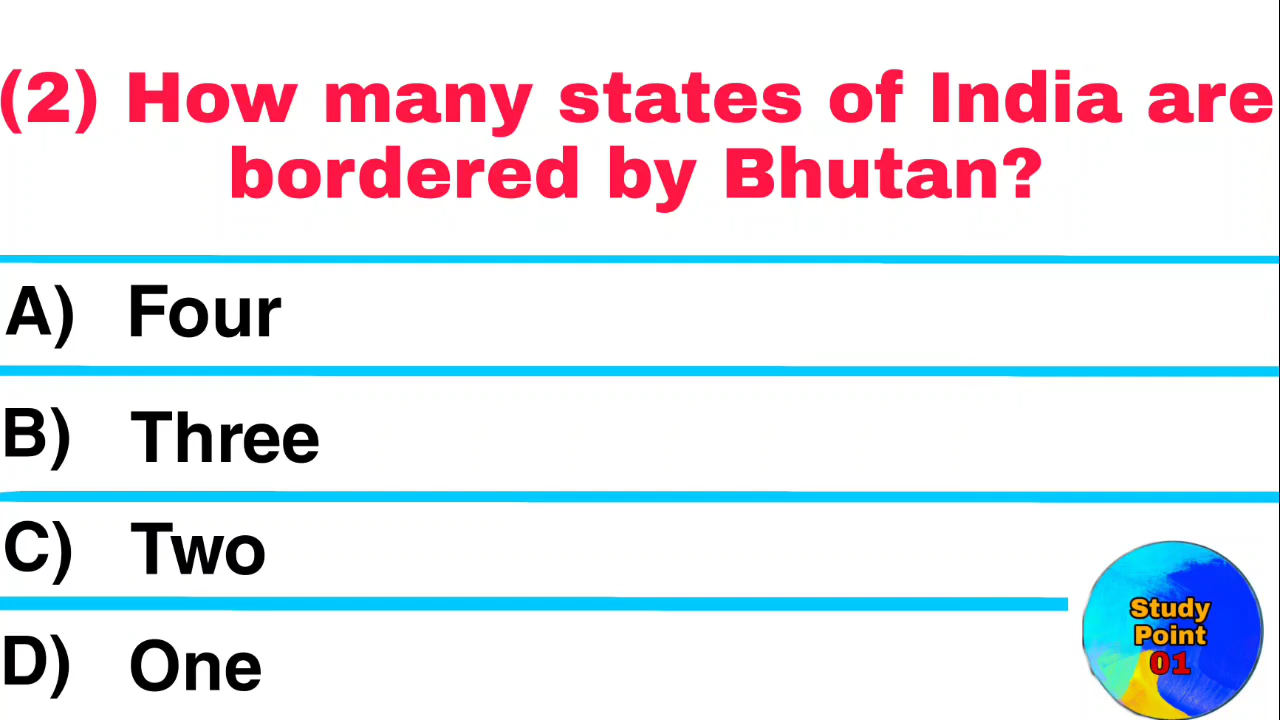 (2) How many states of India are
bordered by Bhutan?
A) Four
B) Three
C) Two
D) One
Study
Point
01